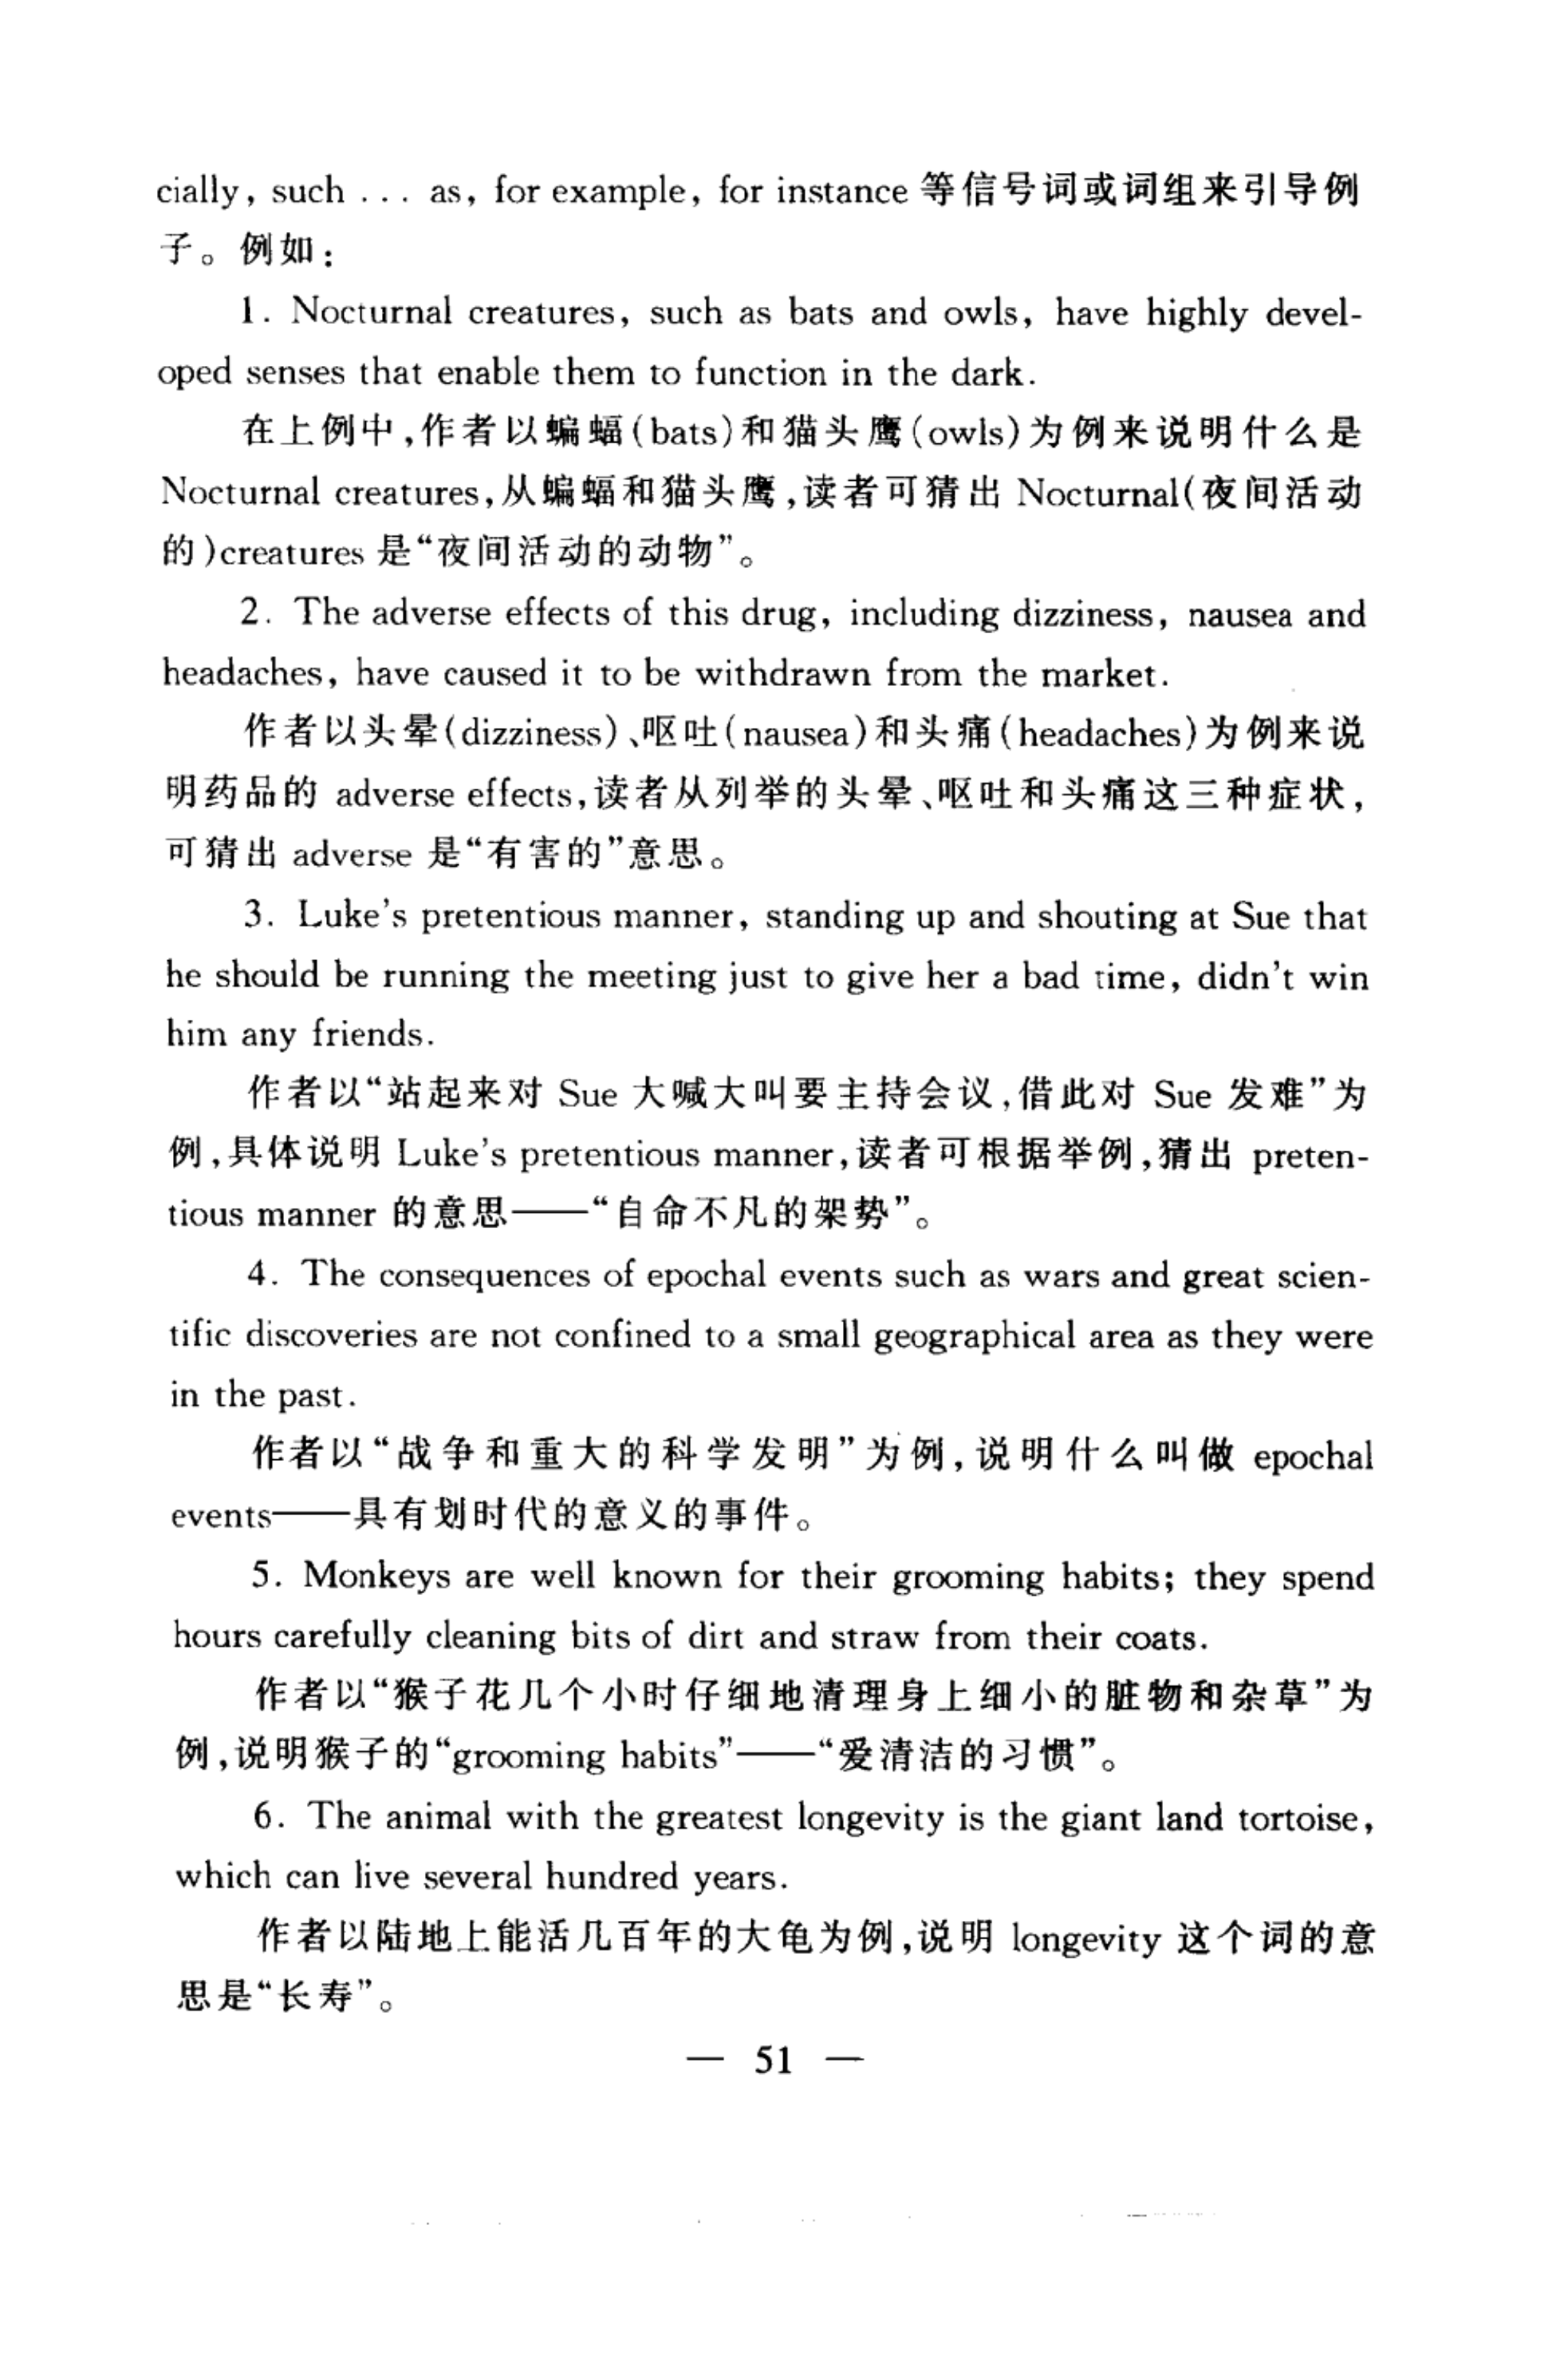 cially, such ... as, for example, for instance 等信号词或词组来引导例
子。例如：
1. Nocturnal creatures, such as bats and owls, have highly devel-
oped senses that enable them to function in the dark.
在上例中,作者以蝙蝠(bats)和猫头鹰(owls)为例来说明什么是
Nocturnal creatures,从蝙蝠和猫头鹰,读者可猜出 Nocturnal(夜间活动
的)creatures 是“夜间活动的动物”。
2. The adverse effects of this drug, including dizziness, nausea and
headaches, have caused it to be withdrawn from the market.
作者以头晕(dizziness)、呕吐(nausea)和头痛(headaches)为例来说
明药品的 adverse effects,读者从列举的头晕、呕吐和头痛这三种症状,
可猜出 adverse 是“有害的”意思。
3. Luke's pretentious manner, standing up and shouting at Sue that
he should be running the meeting just to give her a bad time, didn't win
him any friends.
作者以“站起来对 Sue 大喊大叫要主持会议,借此对 Sue 发难”为
例,具体说明 Luke's pretentious manner,读者可根据举例,猜出 preten-
tious manner 的意思——“自命不凡的架势”。
4. The consequences of epochal events such as wars and great scien-
tific discoveries are not confined to a small geographical area as they were
in the past.
作者以“战争和重大的科学发明”为例,说明什么叫做 epochal
events——具有划时代的意义的事件。
5. Monkeys are well known for their grooming habits; they spend
hours carefully cleaning bits of dirt and straw from their coats.
作者以“猴子花几个小时仔细地清理身上细小的脏物和杂草”为
例,说明猴子的“grooming habits”——“爱清洁的习惯”。
6. The animal with the greatest longevity is the giant land tortoise,
which can live several hundred years.
作者以陆地上能活几百年的大龟为例,说明 longevity 这个词的意
思是“长寿”。
— 51 —